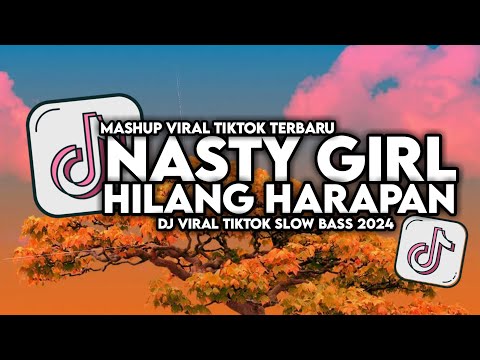 MASHUP VIRAL TIKTOK TERBARU
NASTY GIRL
HILANG HARAPAN
DJ VIRAL TIKTOK SLOW BASS 2024